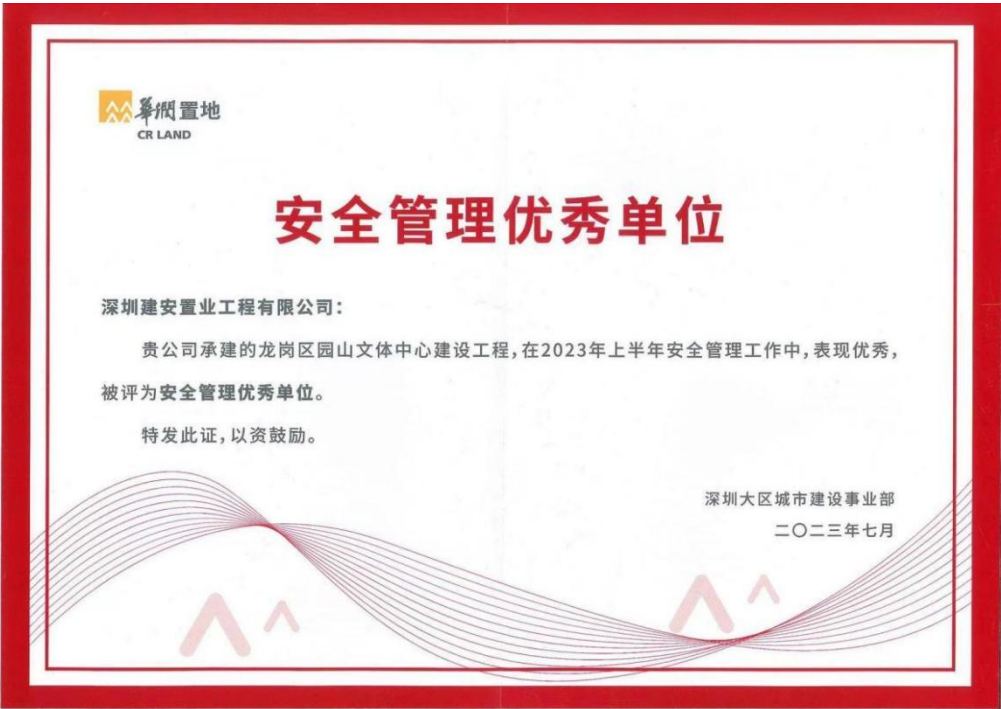 華潤置地
CR LAND
安全管理优秀单位
深圳建安置业工程有限公司：
贵公司承建的龙岗区园山文体中心建设工程，在2023年上半年安全管理工作中，表现优秀，
被评为安全管理优秀单位。
特发此证，以资鼓励。
深圳大区城市建设事业部
二〇二三年七月